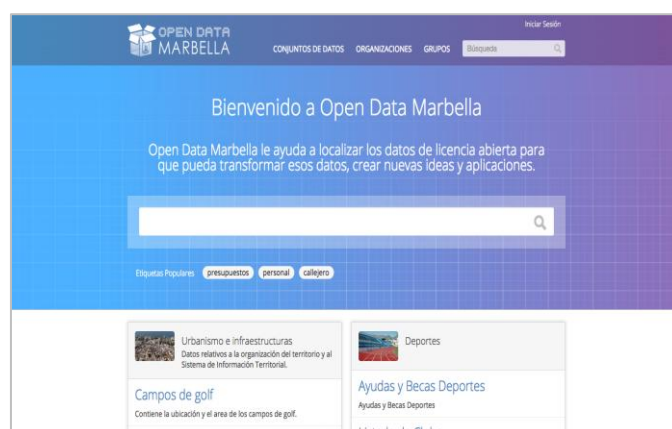 Iniciar Sesión
OPEN DATA
MARBELLA
CONJUNTOS DE DATOS ORGANIZACIONES GRUPOS Búsqueda
Bienvenido a Open Data Marbella
Open Data Marbella le ayuda a localizar los datos de licencia abierta para
que pueda transformar esos datos, crear nuevas ideas y aplicaciones.
Etiquetas Populares presupuestos personal callejero
Urbanismo e infraestructuras
Datos relativos a la organización del territorio y al
Sistema de Información Territorial.
Campos de golf
Contiene la ubicación y el area de los campos de golf.
Deportes
Ayudas y Becas Deportes
Ayudas y Becas Deportes